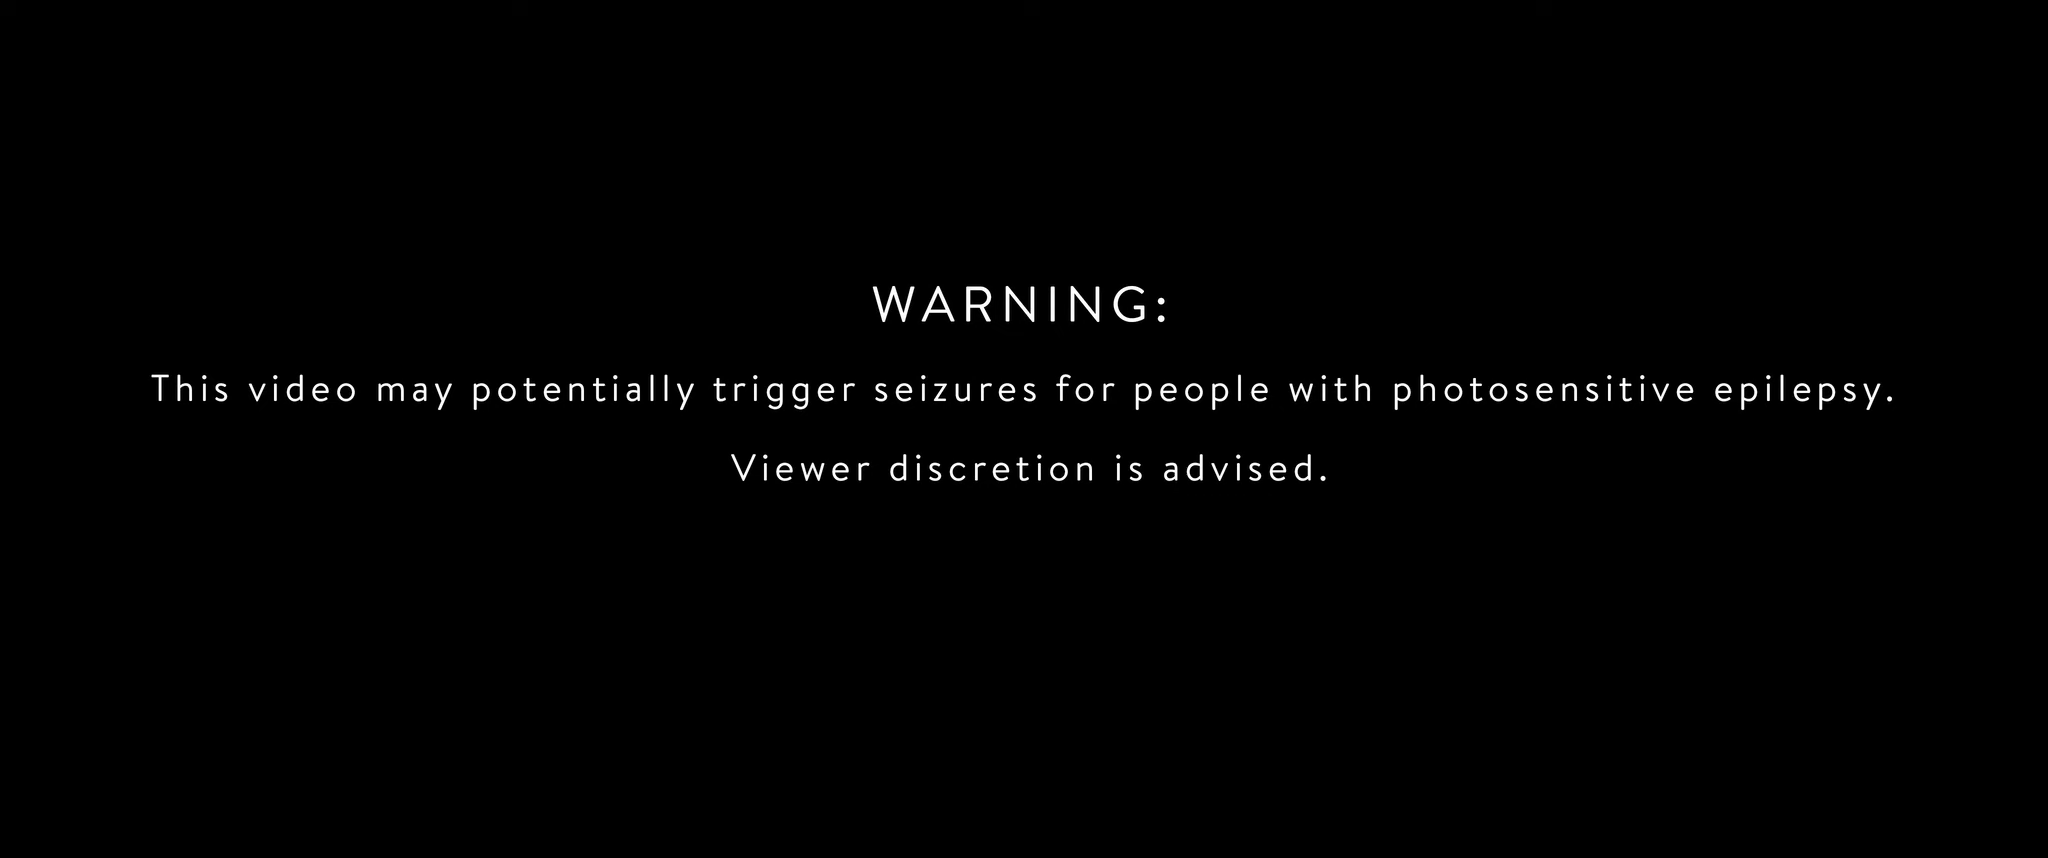 WARNING:
This video may potentially trigger seizures for people with photosensitive epilepsy.
Viewer discretion is advised.